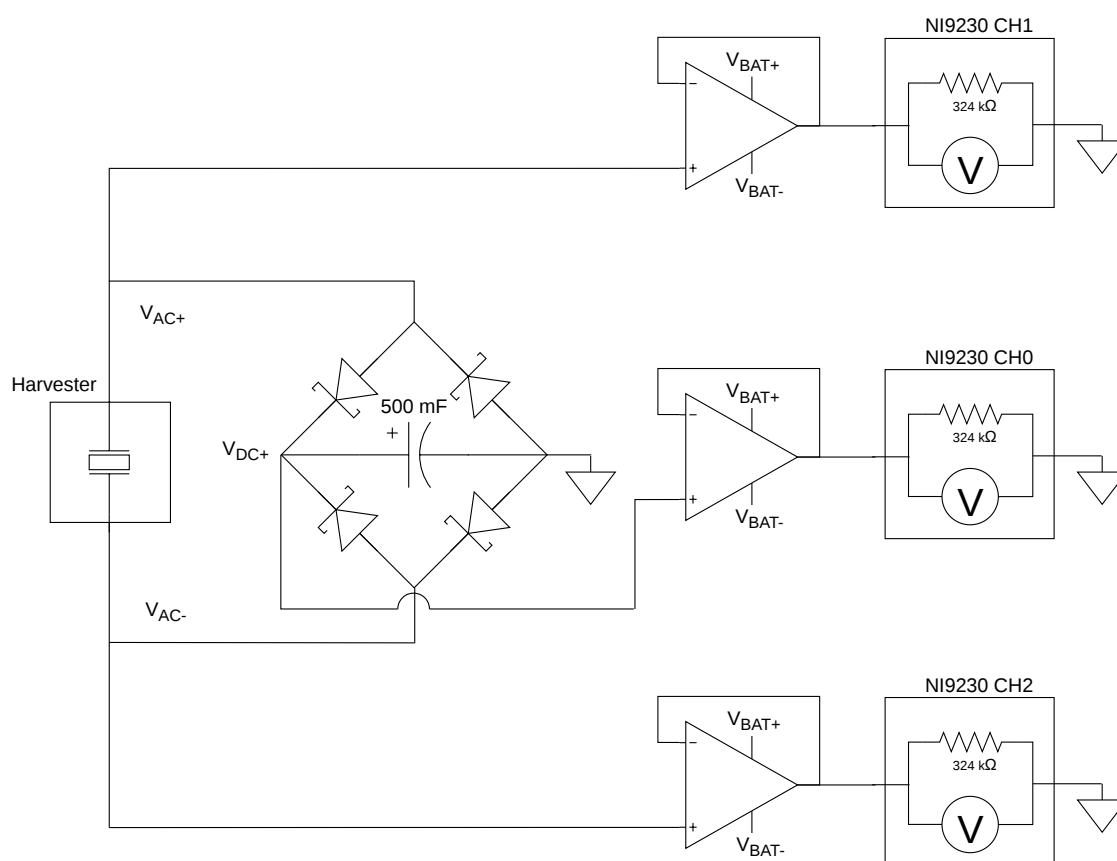 NI9230 CH1
VBAT+
324 kΩ
−
+
V
VBAT-
VAC+
Harvester
NI9230 CH0
VBAT+
500 mF
+
324 kΩ
−
VDC+
V
+
VBAT-
VAC-
NI9230 CH2
VBAT+
−
324 kΩ
V
+
VBAT-